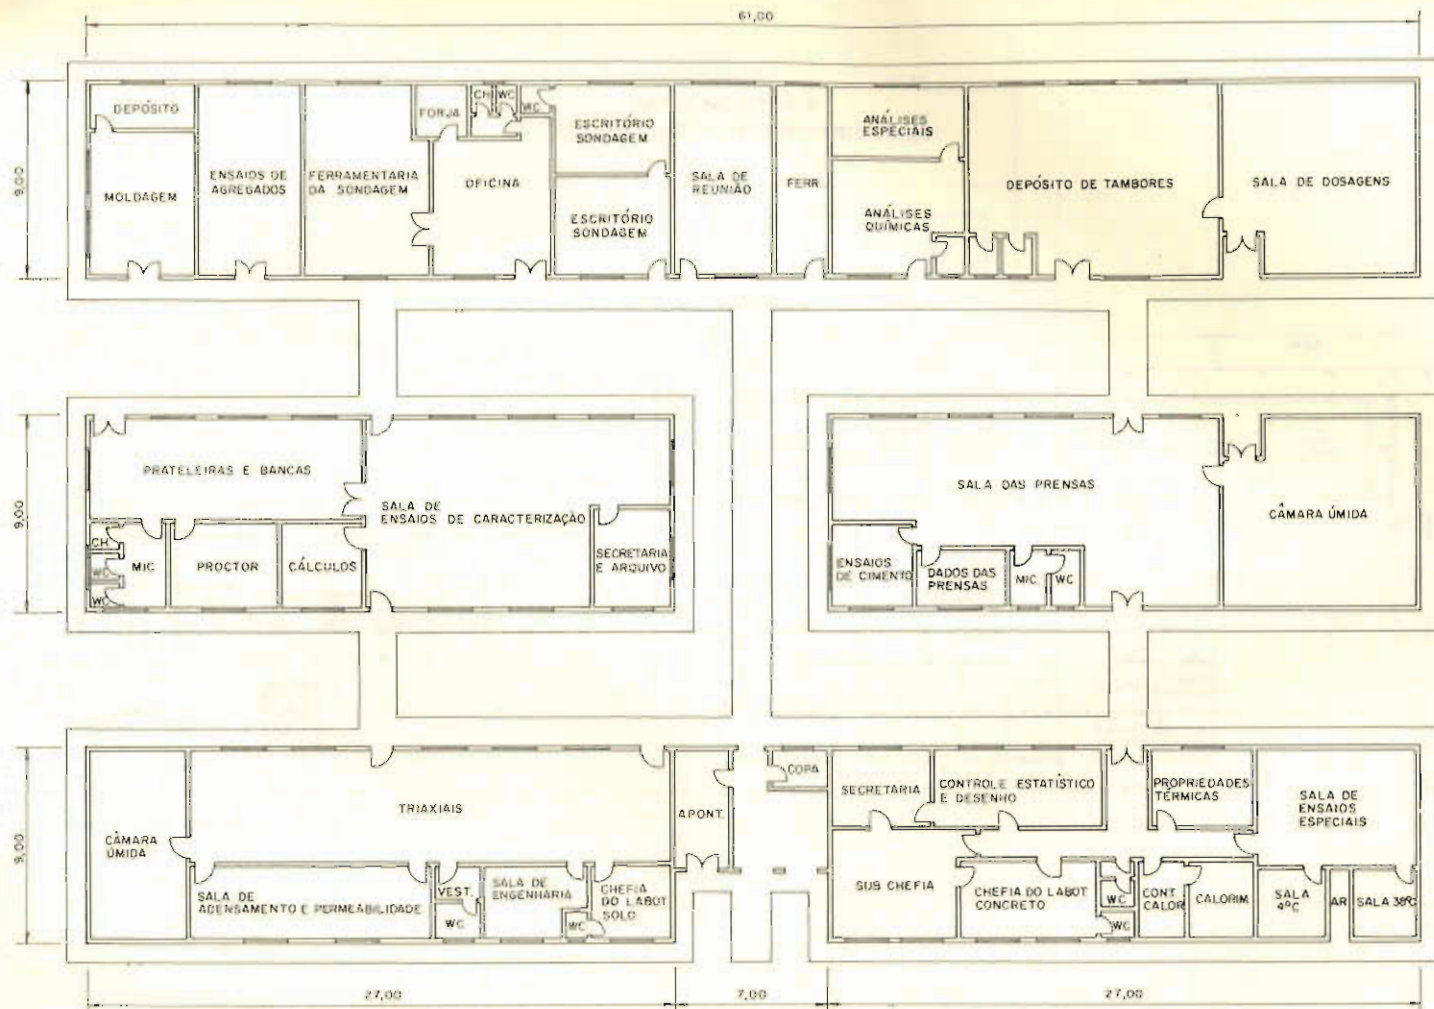 61,00
9,00
DEPÓSITO
MOLDAGEM
ENSAIOS DE
AGREGADOS
FERRAMENTARIA
DA SONDAGEM
FORJA
CH
WC
WC
OFICINA
ESCRITÓRIO
SONDAGEM
ESCRITÓRIO
SONDAGEM
SALA DE
REUNIÃO
FERR.
ANÁLISES
ESPECIAIS
ANÁLISES
QUÍMICAS
DEPÓSITO DE TAMBORES
SALA DE DOSAGENS
9,00
PRATELEIRAS E BANCAS
CH.
WC
WC
MIC.
PROCTOR
CÁLCULOS
SALA DE
ENSAIOS DE CARACTERIZAÇÃO
SECRETARIA
E ARQUIVO
SALA DAS PRENSAS
ENSAIOS
DE CIMENTO
DADOS DAS
PRENSAS
MIC.
WC
CÂMARA ÚMIDA
9,00
CÂMARA
ÚMIDA
TRIAXIAIS
SALA DE
ADENSAMENTO E PERMEABILIDADE
VEST.
WC
SALA DE
ENGENHARIA
WC
CHEFIA
DO LABOT
SOLO
APONT.
COPA
SECRETARIA
CONTROLE ESTATÍSTICO
E DESENHO
PROPRIEDADES
TÉRMICAS
SALA DE
ENSAIOS
ESPECIAIS
SUB CHEFIA
CHEFIA DO LABOT
CONCRETO
WC
WC
CONT.
CALOR
CALORIM
SALA
4ºC
AR
SALA 38ºC
27,00
7,00
27,00